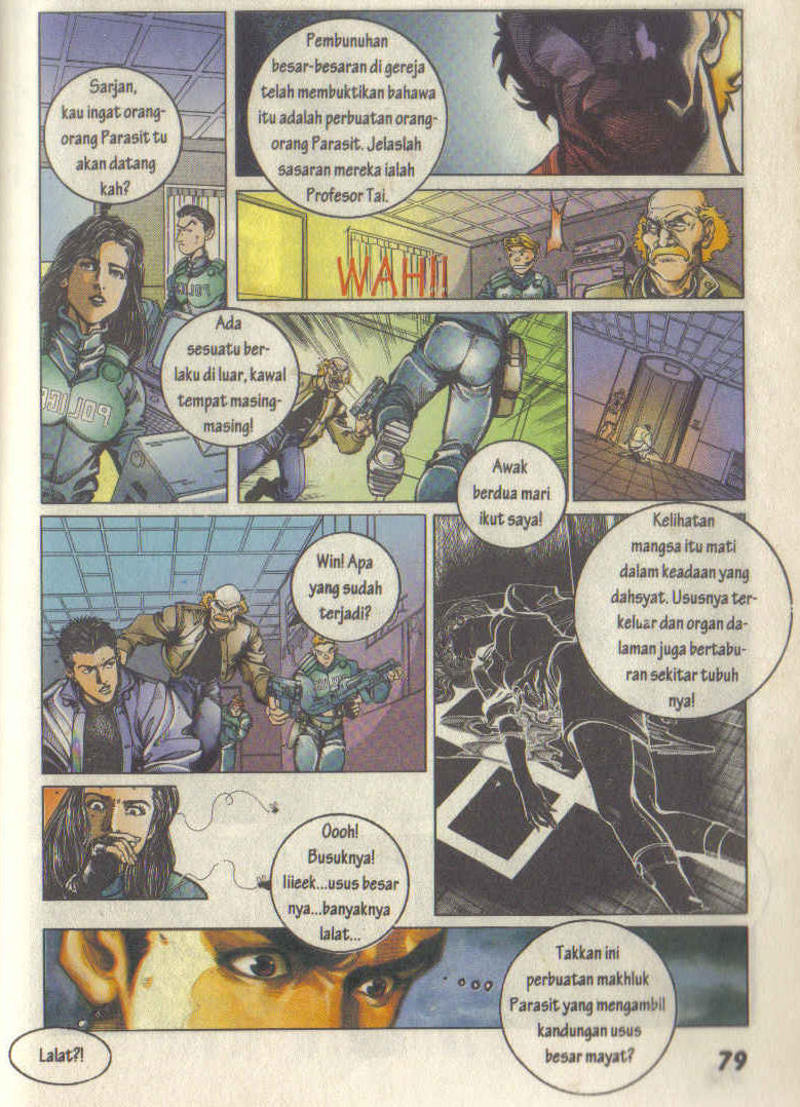 Sarjan,
kau ingat orang-
orang Parasit tu
akan datang
kah?
Pembunuhan
besar-besaran di gereja
telah membuktikan bahawa
itu adalah perbuatan orang-
orang Parasit. Jelaslah
sasaran mereka ialah
Profesor Tai.
POLICE
POLICE
WAH!!
Ada
sesuatu ber-
laku di luar, kawal
tempat masing-
masing!
Awak
berdua mari
ikut saya!
Win! Apa
yang sudah
terjadi?
Kelihatan
mangsa itu mati
dalam keadaan yang
dahsyat. Ususnya ter-
keluar dan organ da-
laman juga bertabu-
ran sekitar tubuh
nya!
Oooh!
Busuknya!
Iiieek...usus besar
nya...banyaknya
lalat...
...
Takkan ini
perbuatan makhluk
Parasit yang mengambil
kandungan usus
besar mayat?
Lalat?!
79